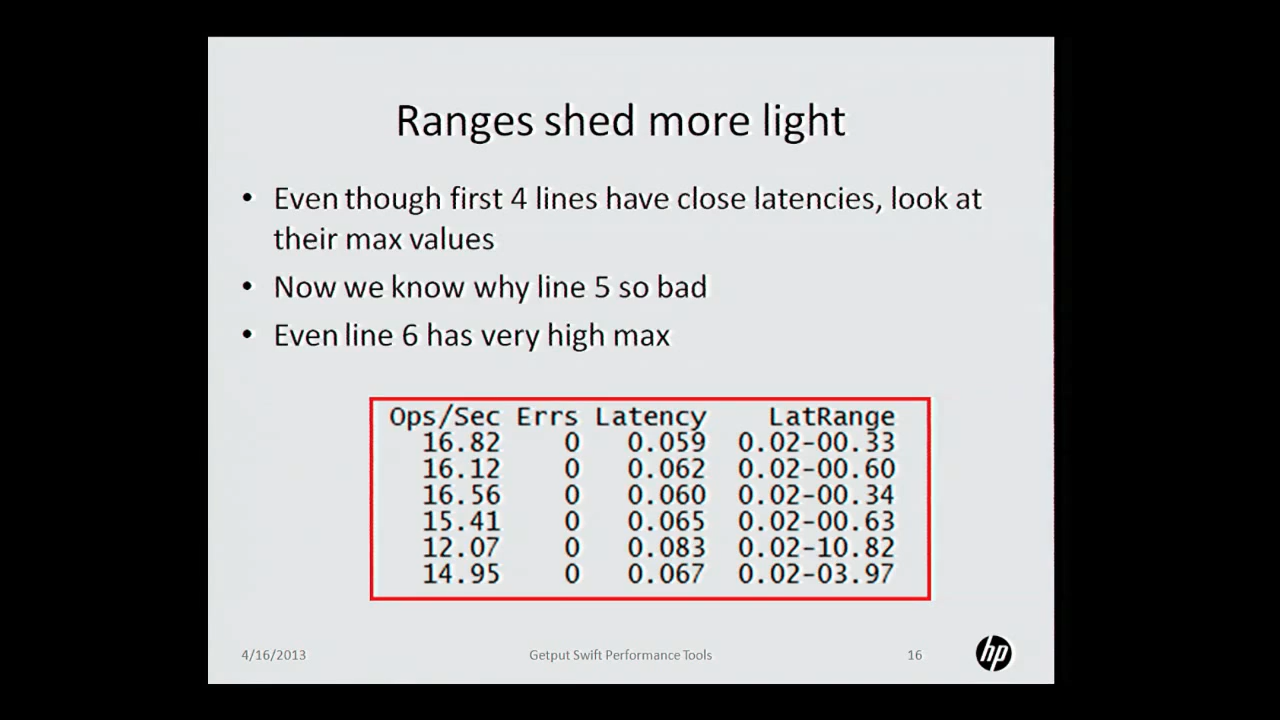 Ranges shed more light
• Even though first 4 lines have close latencies, look at
their max values
• Now we know why line 5 so bad
• Even line 6 has very high max
Ops/Sec Errs Latency LatRange
16.82 0 0.059 0.02-00.33
16.12 0 0.062 0.02-00.60
16.56 0 0.060 0.02-00.34
15.41 0 0.065 0.02-00.63
12.07 0 0.083 0.02-10.82
14.95 0 0.067 0.02-03.97
4/16/2013 Getput Swift Performance Tools 16 hp